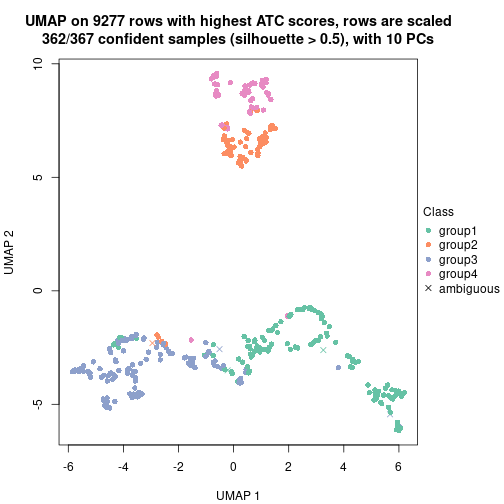 UMAP on 9277 rows with highest ATC scores, rows are scaled
362/367 confident samples (silhouette > 0.5), with 10 PCs
10
5
0
-5
UMAP 2
-6
-4
-2
0
2
4
6
UMAP 1
Class
group1
group2
group3
group4
ambiguous